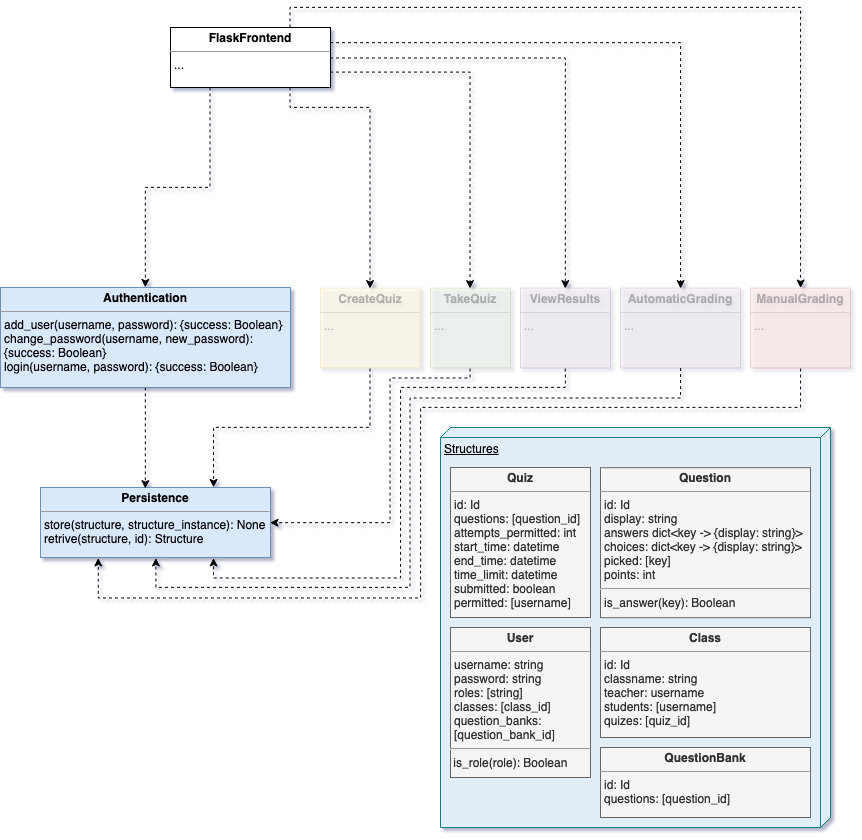 FlaskFrontend
...
Authentication
add_user(username, password): {success: Boolean}
change_password(username, new_password):
{success: Boolean}
login(username, password): {success: Boolean}
CreateQuiz
...
TakeQuiz
...
ViewResults
...
AutomaticGrading
...
ManualGrading
...
Persistence
store(structure, structure_instance): None
retrive(structure, id): Structure
Structures
Quiz
id: Id
questions: [question_id]
attempts_permitted: int
start_time: datetime
end_time: datetime
time_limit: datetime
submitted: boolean
permitted: [username]
Question
id: Id
display: string
answers dict<key -> {display: string}>
choices: dict<key -> {display: string}>
picked: [key]
points: int
is_answer(key): Boolean
User
username: string
password: string
roles: [string]
classes: [class_id]
question_banks:
[question_bank_id]
is_role(role): Boolean
Class
id: Id
classname: string
teacher: username
students: [username]
quizes: [quiz_id]
QuestionBank
id: Id
questions: [question_id]